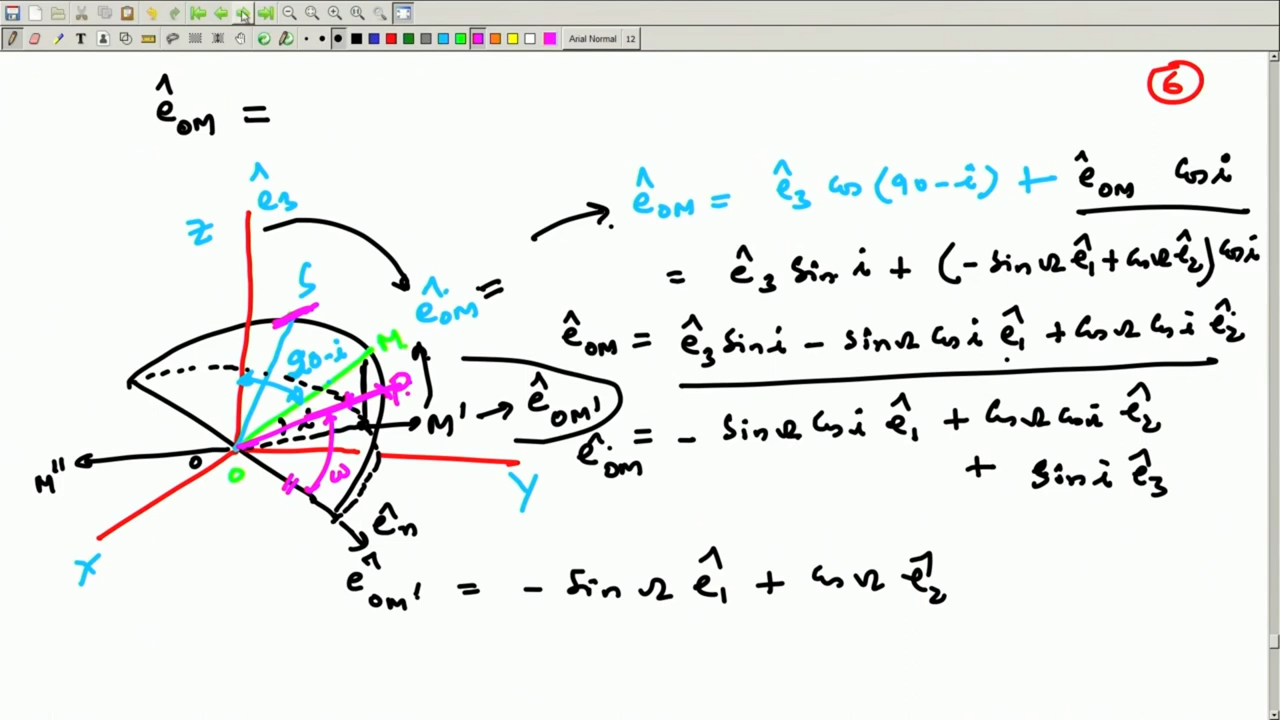 Arial Normal 12
6
ê_OM =
ê_OM = ê_3 cos (90-i) + ê_OM cos i
= ê_3 sin i + (- sin Ω ê_1 + cos Ω ê_2) cos i
ê_OM = ê_3 sin i - sin Ω cos i ê_1 + cos Ω cos i ê_2
ê_OM = - sin Ω cos i ê_1 + cos Ω cos i ê_2
+ sin i ê_3
ê_3
Z
S
ê_OM =
90-i
M
P
M' → ê_OM'
i
ω
M''
O
O
Y
X
ê_n
ê_OM' = - sin Ω ê_1 + cos Ω ê_2